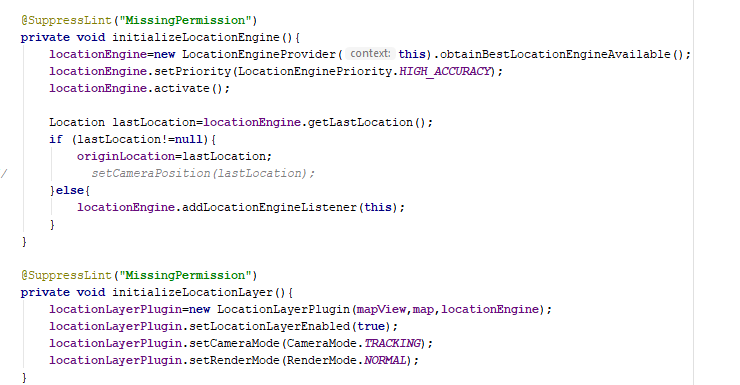 @SuppressLint("MissingPermission")
private void initializeLocationEngine(){
locationEngine=new LocationEngineProvider( context: this).obtainBestLocationEngineAvailable();
locationEngine.setPriority(LocationEnginePriority.HIGH_ACCURACY);
locationEngine.activate();
Location lastLocation=locationEngine.getLastLocation();
if (lastLocation!=null){
originLocation=lastLocation;
/ setCameraPosition(lastLocation);
}else{
locationEngine.addLocationEngineListener(this);
}
}
@SuppressLint("MissingPermission")
private void initializeLocationLayer(){
locationLayerPlugin=new LocationLayerPlugin(mapView,map,locationEngine);
locationLayerPlugin.setLocationLayerEnabled(true);
locationLayerPlugin.setCameraMode(CameraMode.TRACKING);
locationLayerPlugin.setRenderMode(RenderMode.NORMAL);
}